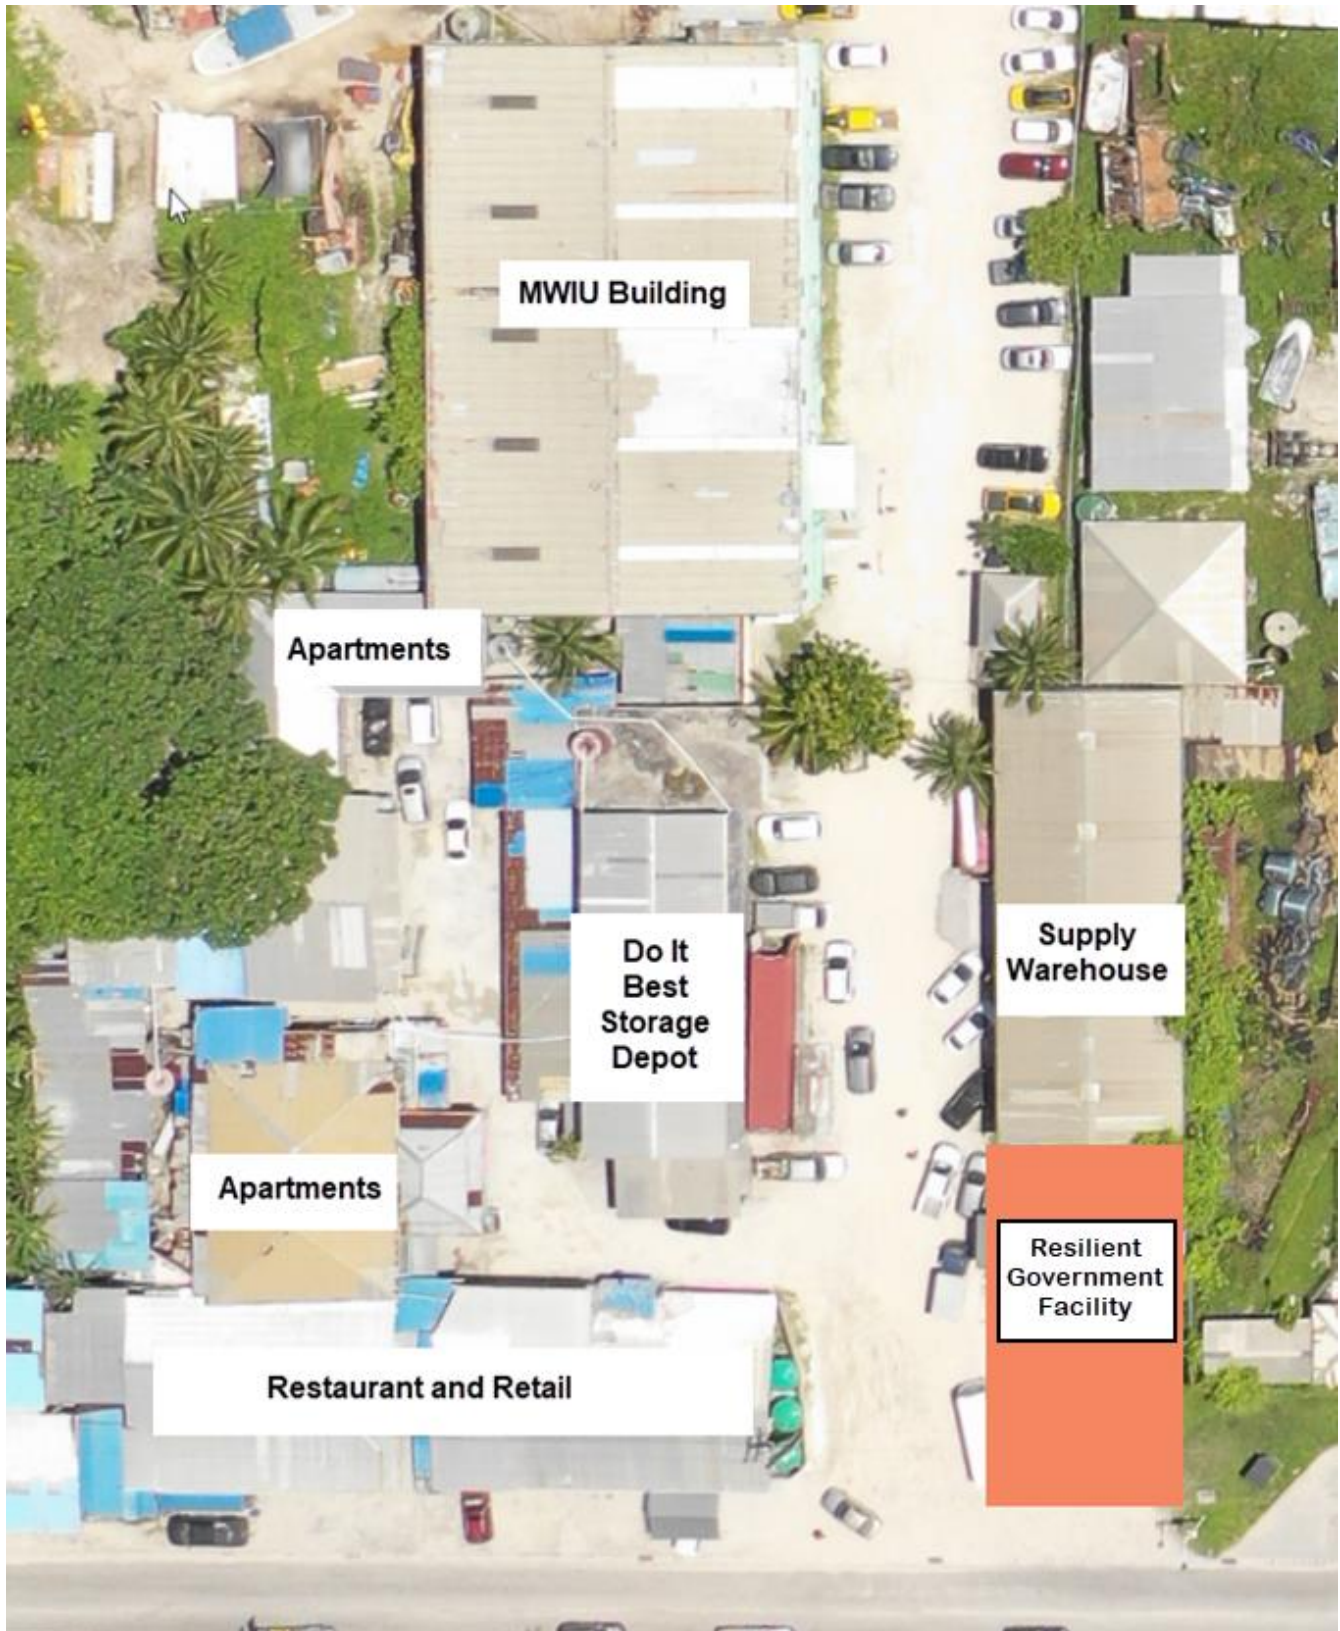 MWIU Building
Apartments
Do It
Best
Storage
Depot
Supply
Warehouse
Apartments
Resilient
Government
Facility
Restaurant and Retail